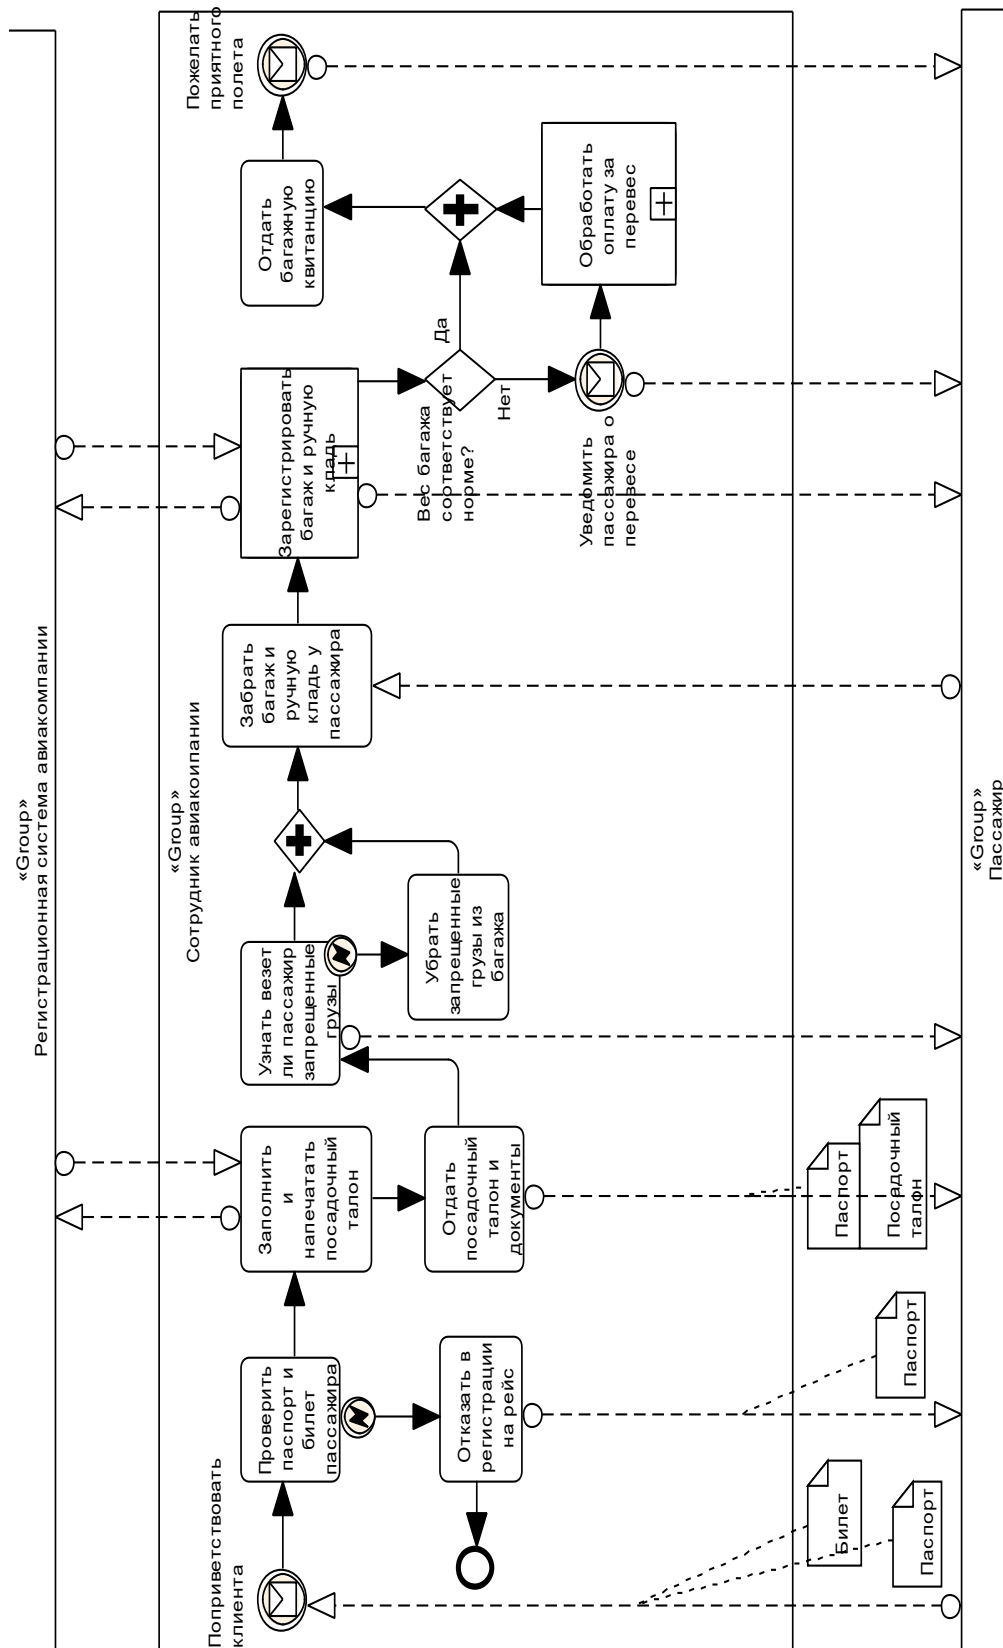 «Group»
Регистрационная система авиакомпании
«Group»
Сотрудник авиакоипании
Поприветствовать
клиента
Проверить
паспорт и
билет
пассажира
Отказать в
регистрации
на рейс
Заполнить
и
напечатать
посадочный
талон
Отдать
посадочный
талон и
документы
Узнать везет
ли пассажир
запрещенные
грузы
Убрать
запрещенные
грузы из
багажа
Забрать
багаж и
ручную
кладь у
пассажира
Зарегистрировать
багаж и ручную
кладь
Вес багажа
соответствует
норме?
Да
Нет
Уведомить
пассажира о
перевесе
Обработать
оплату за
перевес
Отдать
багажную
квитанцию
Пожелать
приятного
полета
Билет
Паспорт
Паспорт
Паспорт
Посадочный
талон
«Group»
Пассажир